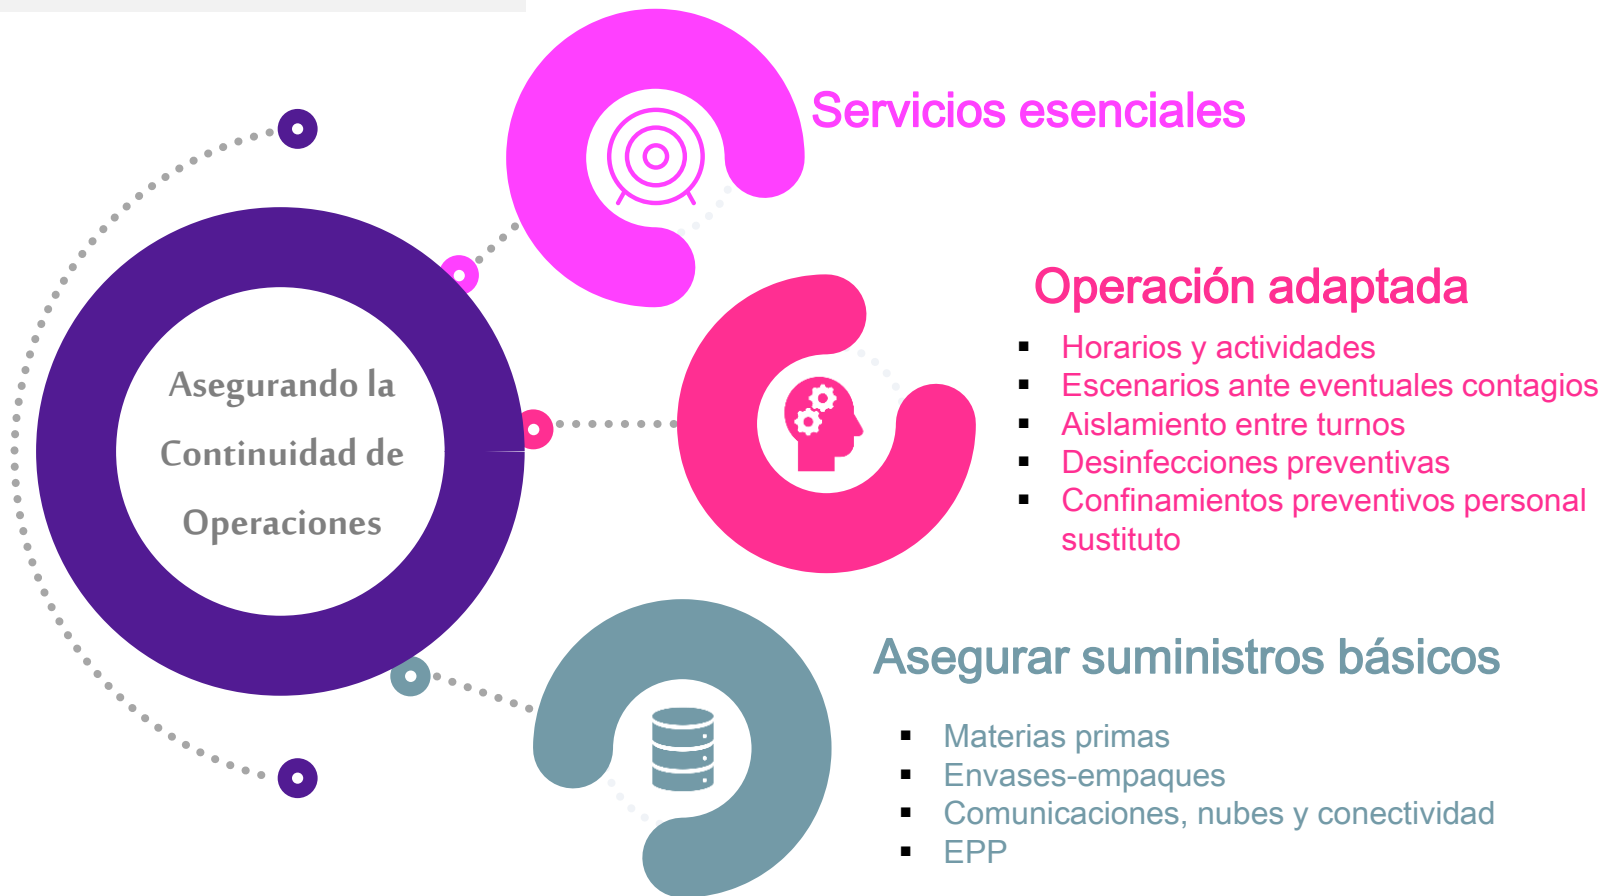 Servicios esenciales
Asegurando la
Continuidad de
Operaciones
Operación adaptada
▪ Horarios y actividades
▪ Escenarios ante eventuales contagios
▪ Aislamiento entre turnos
▪ Desinfecciones preventivas
▪ Confinamientos preventivos personal
sustituto
Asegurar suministros básicos
▪ Materias primas
▪ Envases-empaques
▪ Comunicaciones, nubes y conectividad
▪ EPP